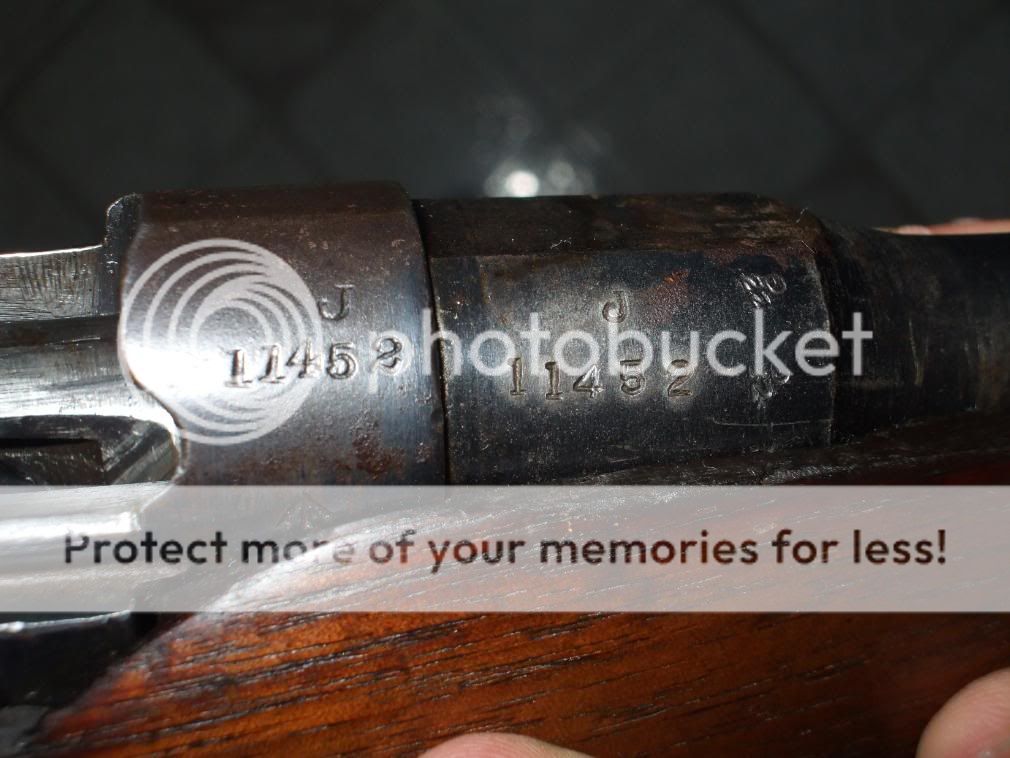 J
11452
J
11452
photobucket
Protect more of your memories for less!